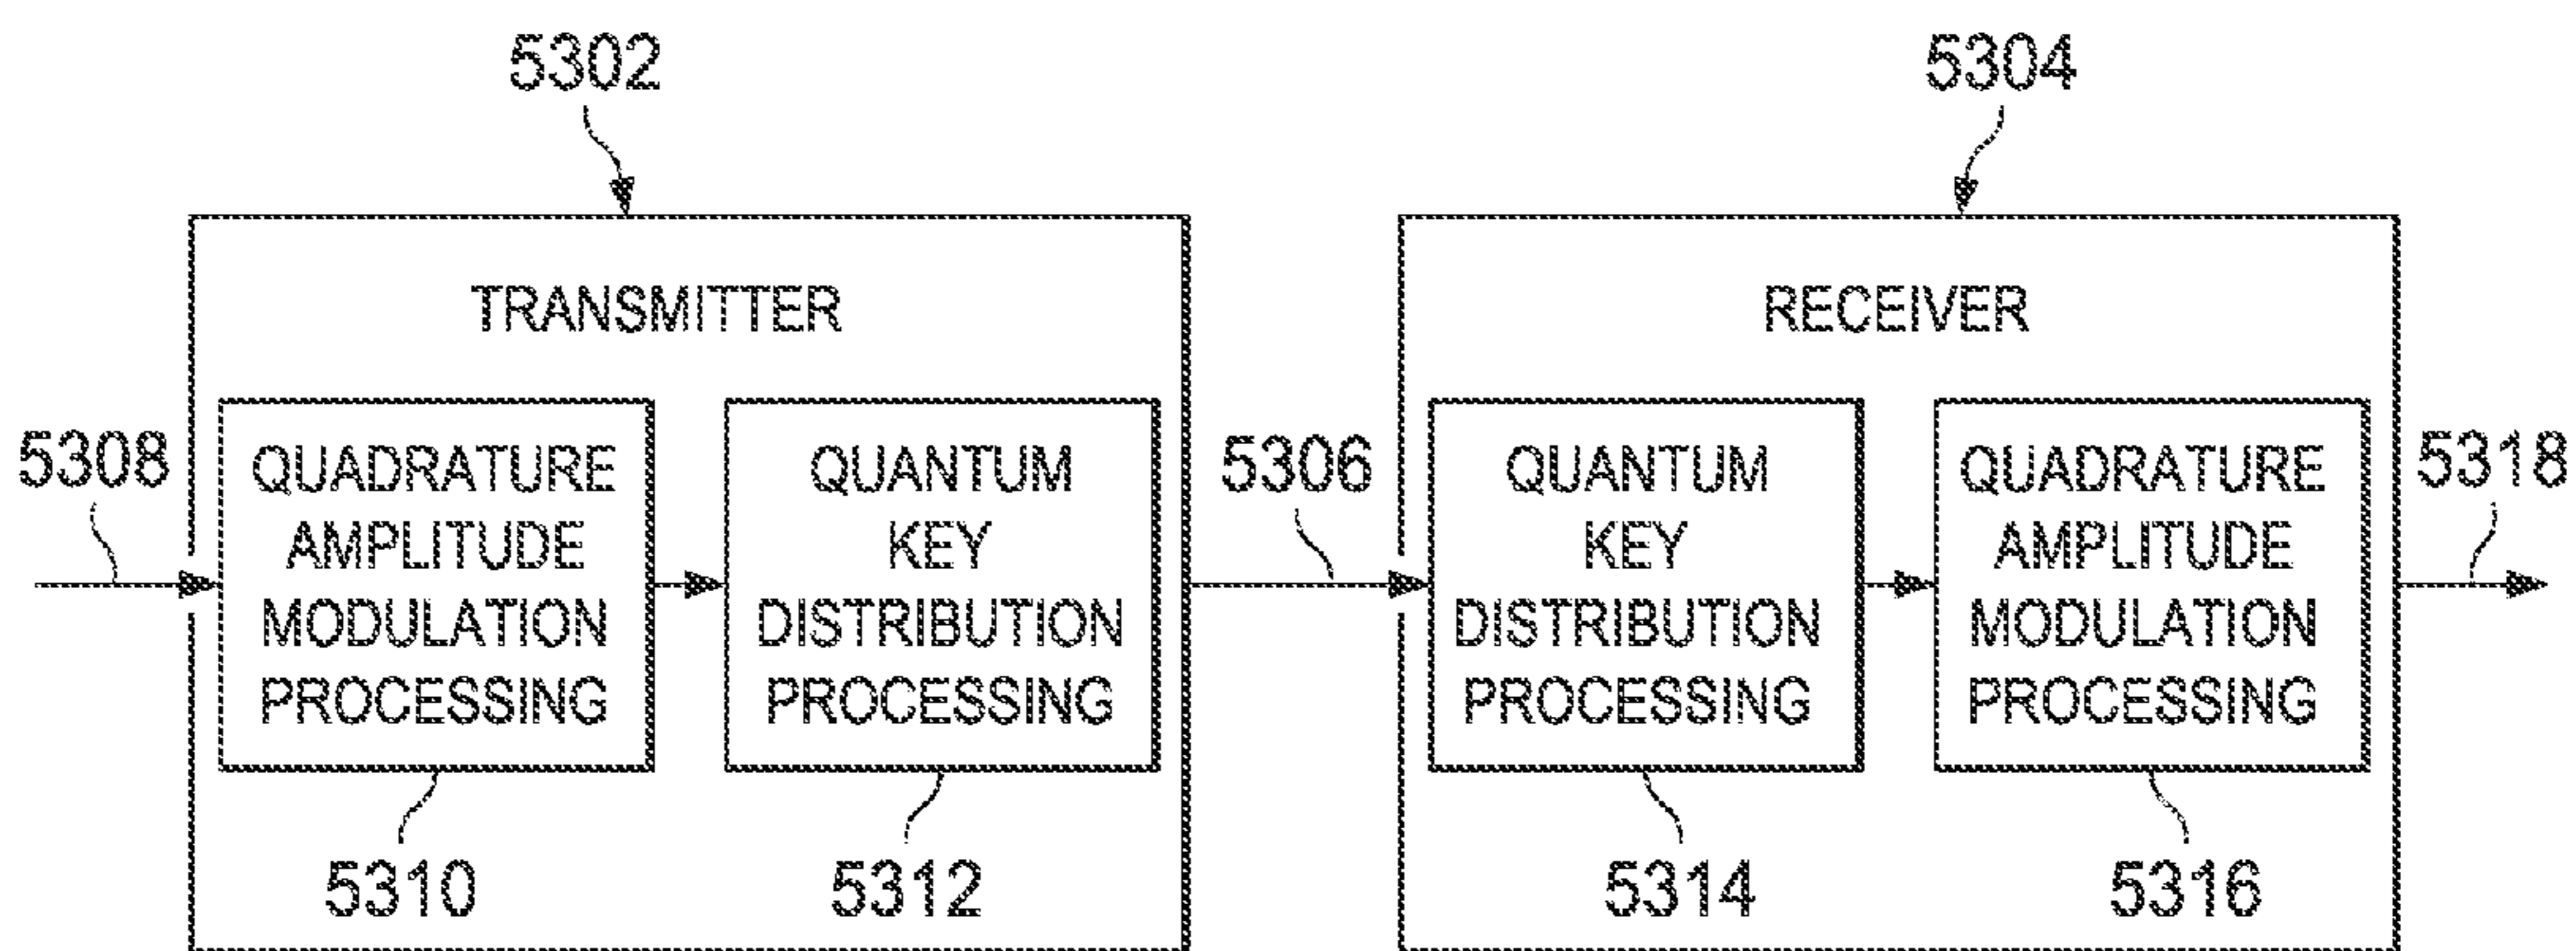 5302
5304
TRANSMITTER
RECEIVER
5308
QUADRATURE
AMPLITUDE
MODULATION
PROCESSING
QUANTUM
KEY
DISTRIBUTION
PROCESSING
5306
QUANTUM
KEY
DISTRIBUTION
PROCESSING
QUADRATURE
AMPLITUDE
MODULATION
PROCESSING
5318
5310
5312
5314
5316